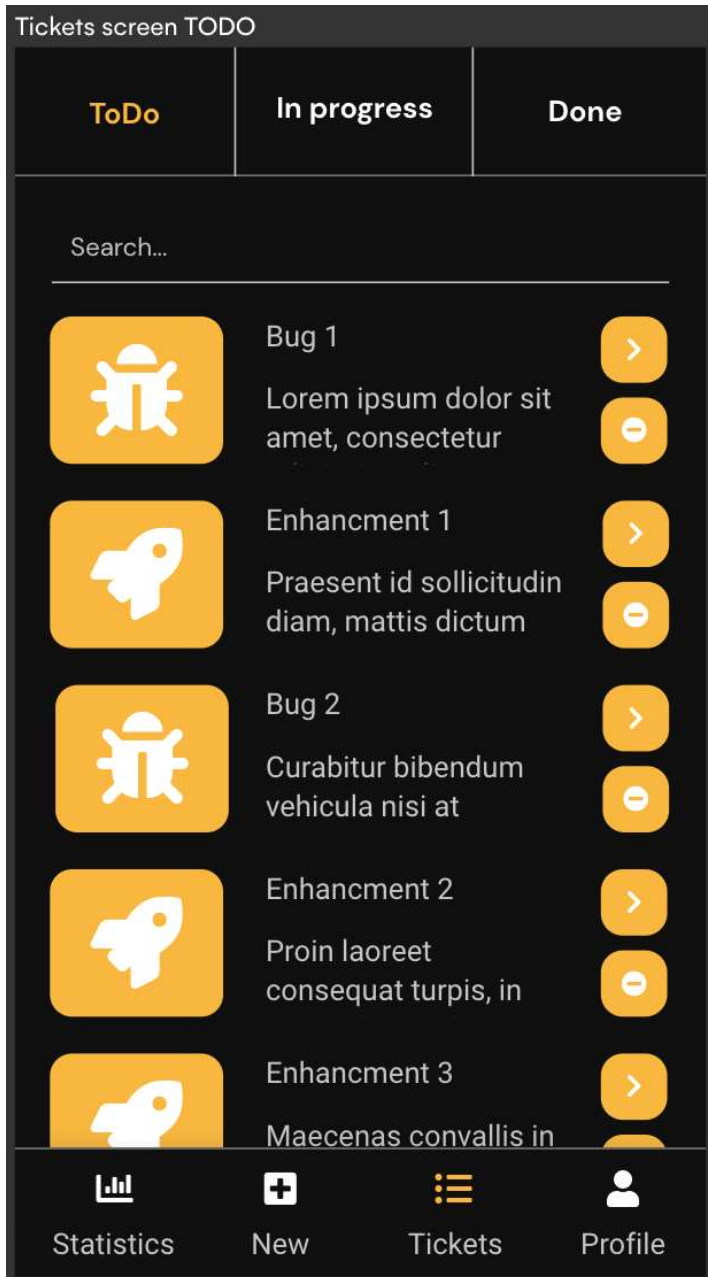 Tickets screen TODO
ToDo
In progress
Done
Search...
Bug 1
Lorem ipsum dolor sit
amet, consectetur
Enhancment 1
Praesent id sollicitudin
diam, mattis dictum
Bug 2
Curabitur bibendum
vehicula nisi at
Enhancment 2
Proin laoreet
consequat turpis, in
Enhancment 3
Maecenas convallis in
Statistics
New
Tickets
Profile